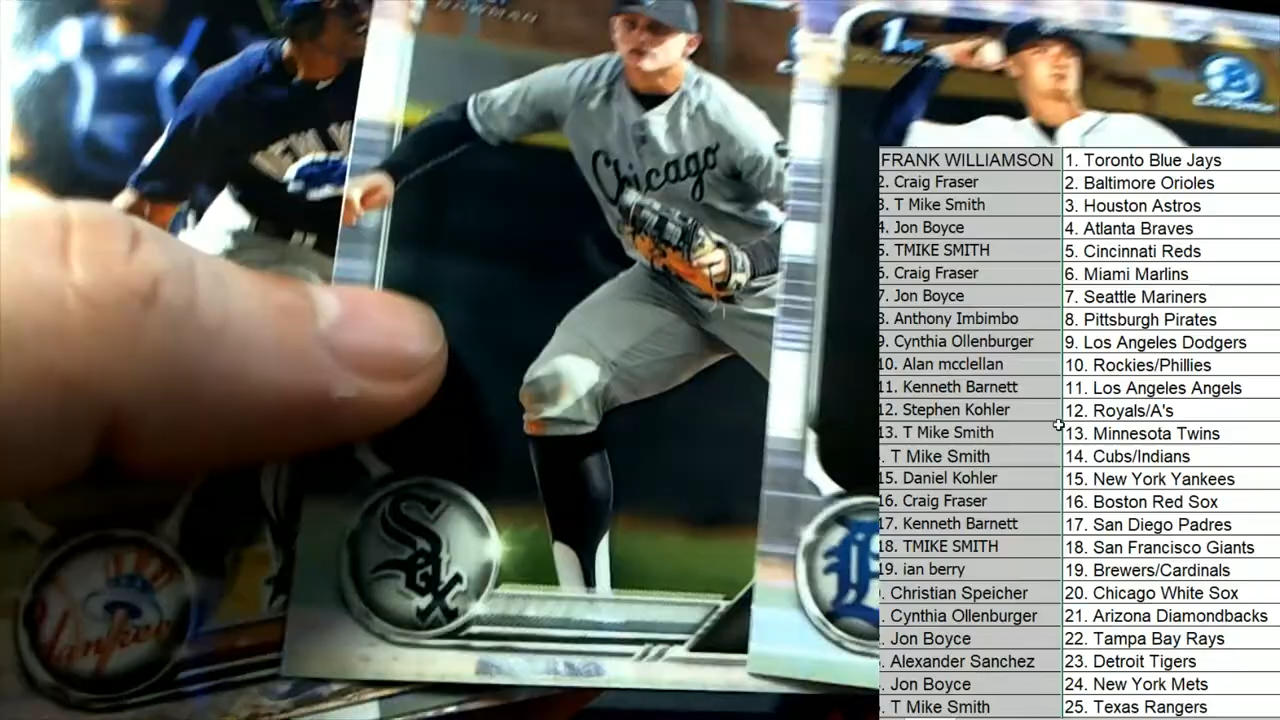 BOWMAN
1st
NEW Y
Chicago
Sox
Yankees
FRANK WILLIAMSON 1. Toronto Blue Jays
2. Craig Fraser 2. Baltimore Orioles
3. T Mike Smith 3. Houston Astros
4. Jon Boyce 4. Atlanta Braves
5. TMIKE SMITH 5. Cincinnati Reds
6. Craig Fraser 6. Miami Marlins
7. Jon Boyce 7. Seattle Mariners
8. Anthony Imbimbo 8. Pittsburgh Pirates
9. Cynthia Ollenburger 9. Los Angeles Dodgers
10. Alan mcclellan 10. Rockies/Phillies
11. Kenneth Barnett 11. Los Angeles Angels
12. Stephen Kohler 12. Royals/A's
13. T Mike Smith 13. Minnesota Twins
. T Mike Smith 14. Cubs/Indians
15. Daniel Kohler 15. New York Yankees
16. Craig Fraser 16. Boston Red Sox
17. Kenneth Barnett 17. San Diego Padres
18. TMIKE SMITH 18. San Francisco Giants
19. ian berry 19. Brewers/Cardinals
. Christian Speicher 20. Chicago White Sox
. Cynthia Ollenburger 21. Arizona Diamondbacks
. Jon Boyce 22. Tampa Bay Rays
. Alexander Sanchez 23. Detroit Tigers
. Jon Boyce 24. New York Mets
. T Mike Smith 25. Texas Rangers